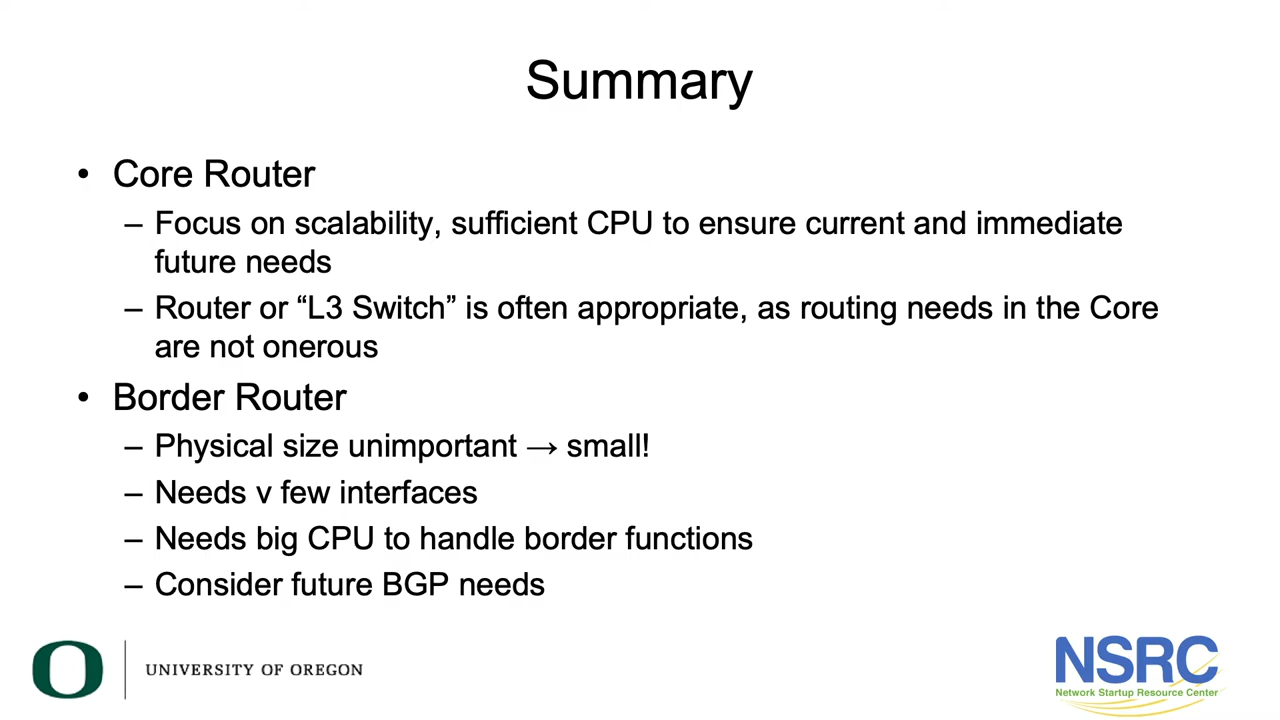 Summary
• Core Router
– Focus on scalability, sufficient CPU to ensure current and immediate
future needs
– Router or “L3 Switch” is often appropriate, as routing needs in the Core
are not onerous
• Border Router
– Physical size unimportant → small!
– Needs v few interfaces
– Needs big CPU to handle border functions
– Consider future BGP needs
O
UNIVERSITY OF OREGON
NSRC
Network Startup Resource Center